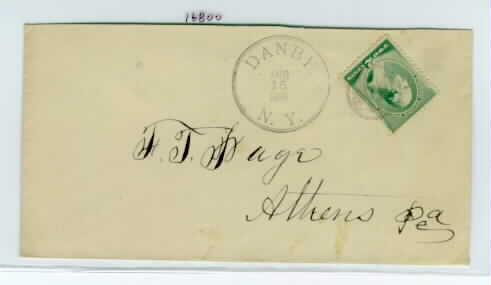 16800
DANBY
15
N. Y.
F. T. Page
Athens Pa